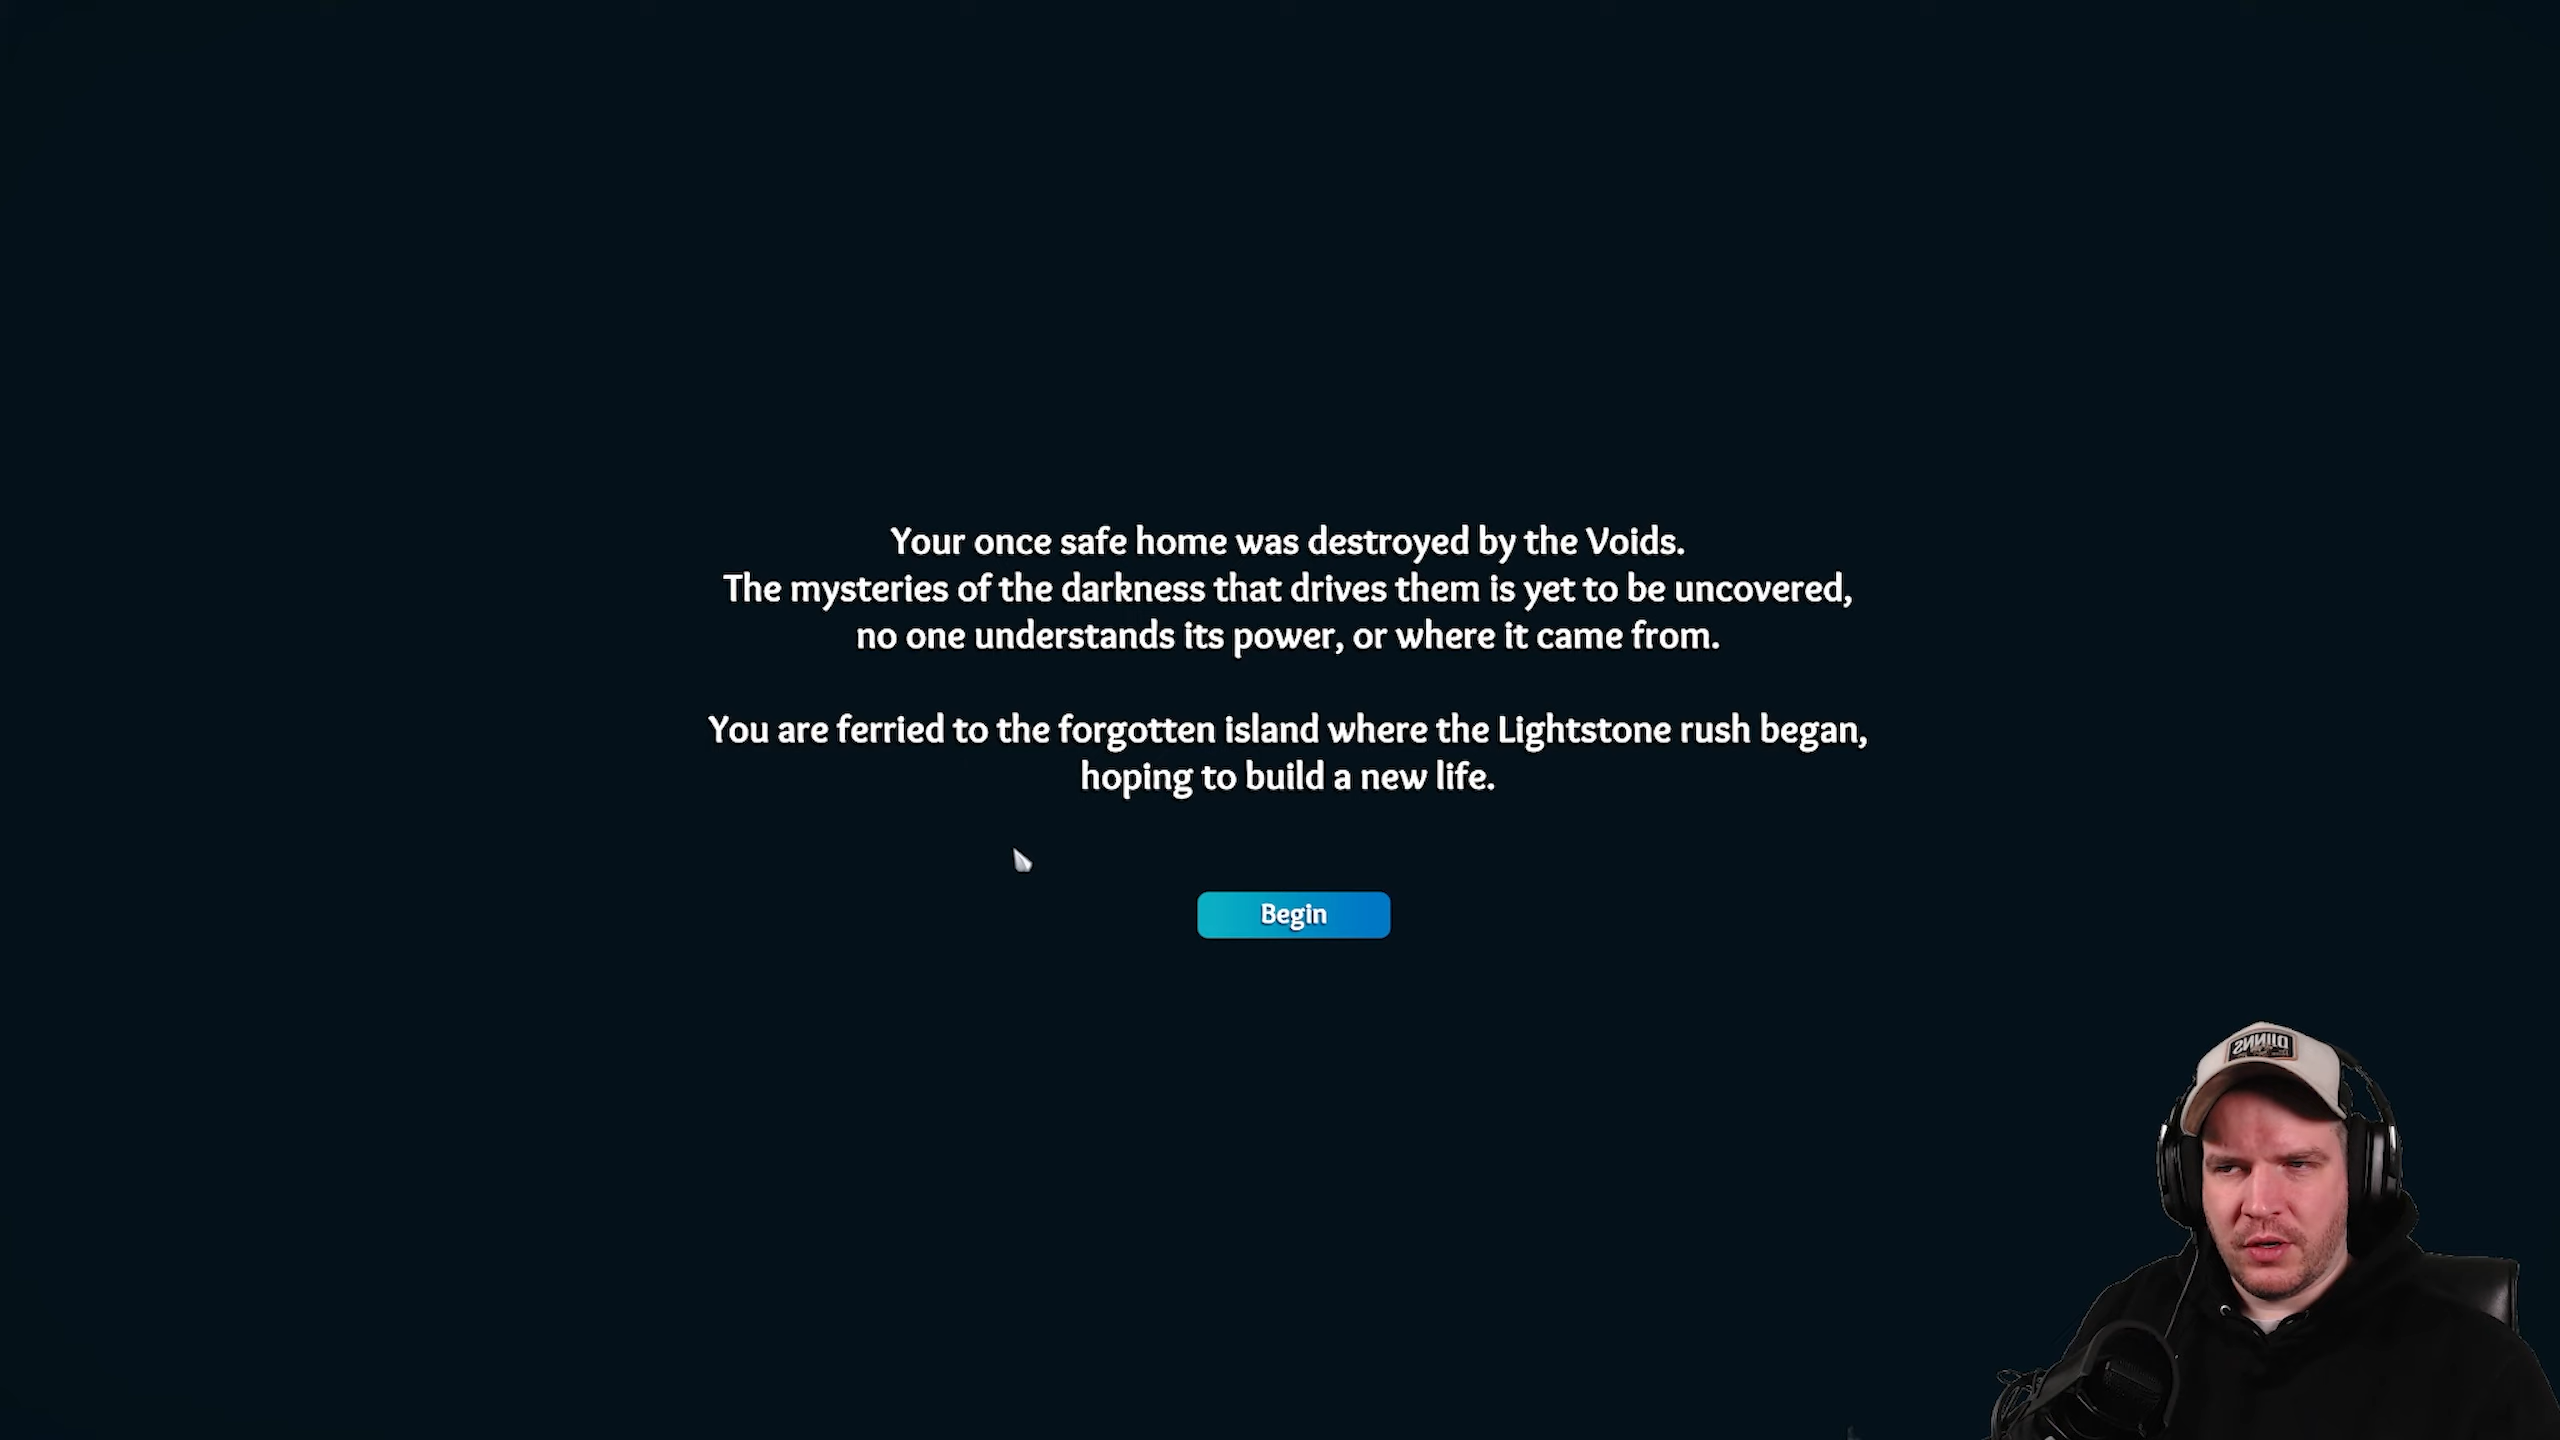 Your once safe home was destroyed by the Voids.
The mysteries of the darkness that drives them is yet to be uncovered,
no one understands its power, or where it came from.
You are ferried to the forgotten island where the Lightstone rush began,
hoping to build a new life.
Begin
DJINNS